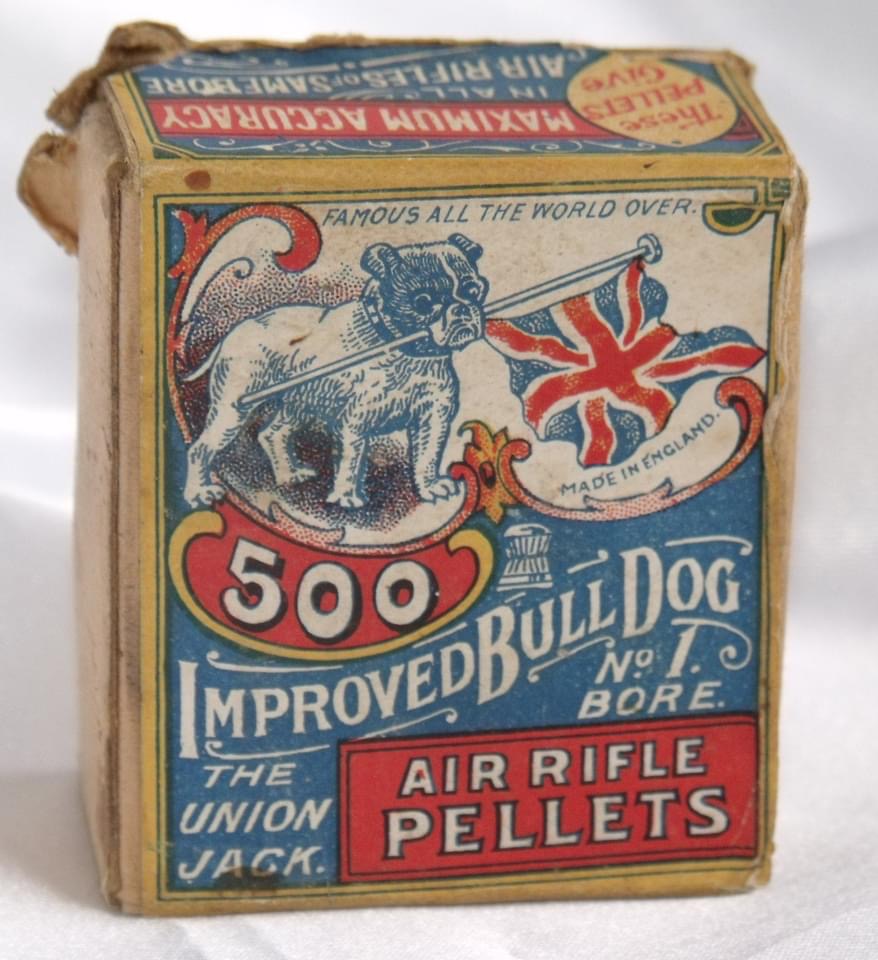 These
PELLETS
Give
MAXIMUM ACCURACY
IN ALL
AIR RIFLES OF SAME BORE
FAMOUS ALL THE WORLD OVER.
MADE IN ENGLAND.
500
IMPROVED BULL DOG
No 1.
BORE.
THE
UNION
JACK.
AIR RIFLE
PELLETS